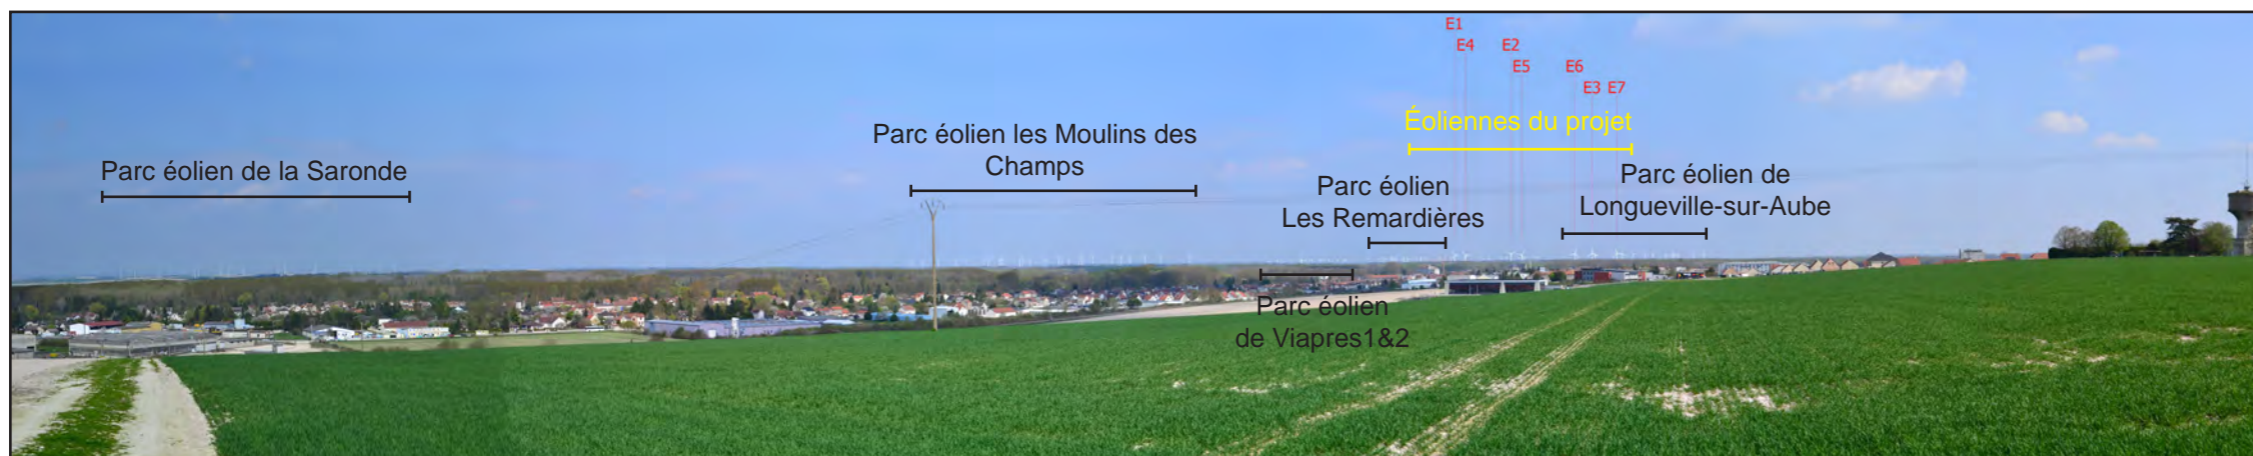 E1
E4
E2
E5
E6
E3
E7
Éoliennes du projet
Parc éolien de la Saronde
Parc éolien les Moulins des
Champs
Parc éolien
Les Remardières
Parc éolien de
Longueville-sur-Aube
Parc éolien
de Viapres1&2